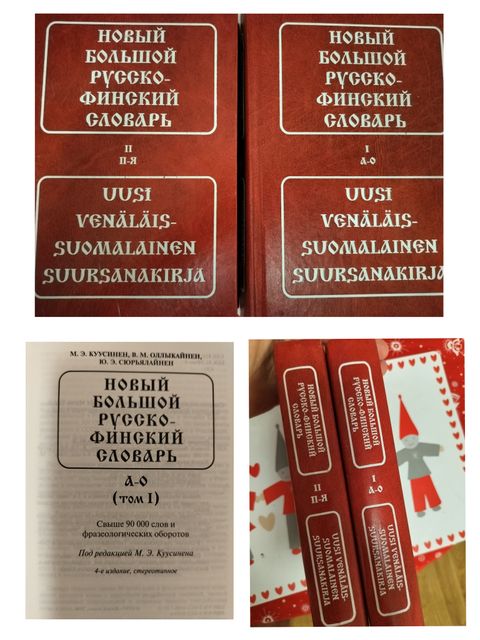 НОВЫЙ
БОЛЬШОЙ
РУССКО-
ФИНСКИЙ
СЛОВАРЬ
II
П-Я
UUSI
VENÄLÄIS-
SUOMALAINEN
SUURSANAKIRJA
НОВЫЙ
БОЛЬШОЙ
РУССКО-
ФИНСКИЙ
СЛОВАРЬ
I
А-О
UUSI
VENÄLÄIS-
SUOMALAINEN
SUURSANAKIRJA
М. Э. КУУСИНЕН, В. М. ОЛЛЫКАЙНЕН,
Ю. Э. СЮРЬЯЛАЙНЕН
НОВЫЙ
БОЛЬШОЙ
РУССКО-
ФИНСКИЙ
СЛОВАРЬ
А-О
(том I)
Свыше 90 000 слов и
фразеологических оборотов
Под редакцией М. Э. Куусинена
4-е издание, стереотипное
НОВЫЙ БОЛЬШОЙ
РУССКО-ФИНСКИЙ
СЛОВАРЬ
II
П-Я
UUSI VENÄLÄIS-
SUOMALAINEN
SUURSANAKIRJA
НОВЫЙ БОЛЬШОЙ
РУССКО-ФИНСКИЙ
СЛОВАРЬ
I
А-О
UUSI VENÄLÄIS-
SUOMALAINEN
SUURSANAKIRJA